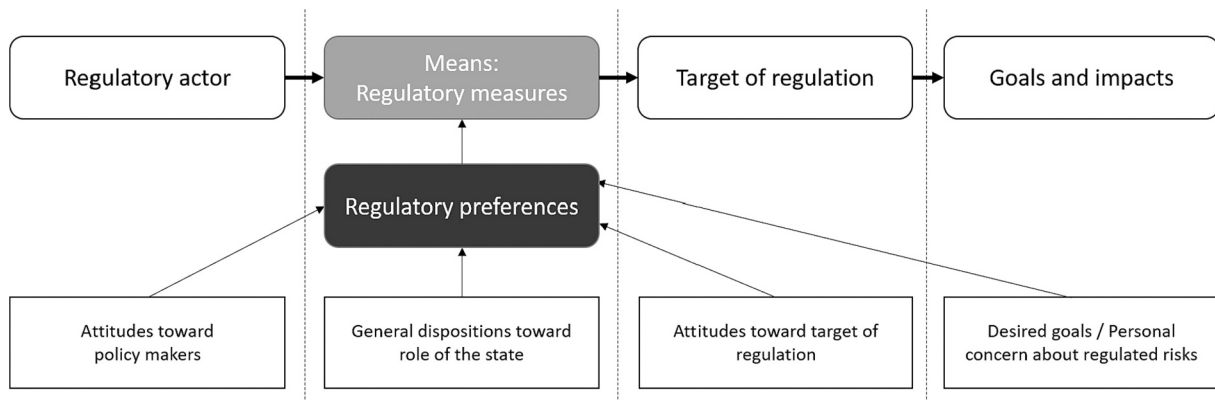 Regulatory actor
Means:
Regulatory measures
Target of regulation
Goals and impacts
Regulatory preferences
Attitudes toward
policy makers
General dispositions toward
role of the state
Attitudes toward target of
regulation
Desired goals / Personal
concern about regulated risks